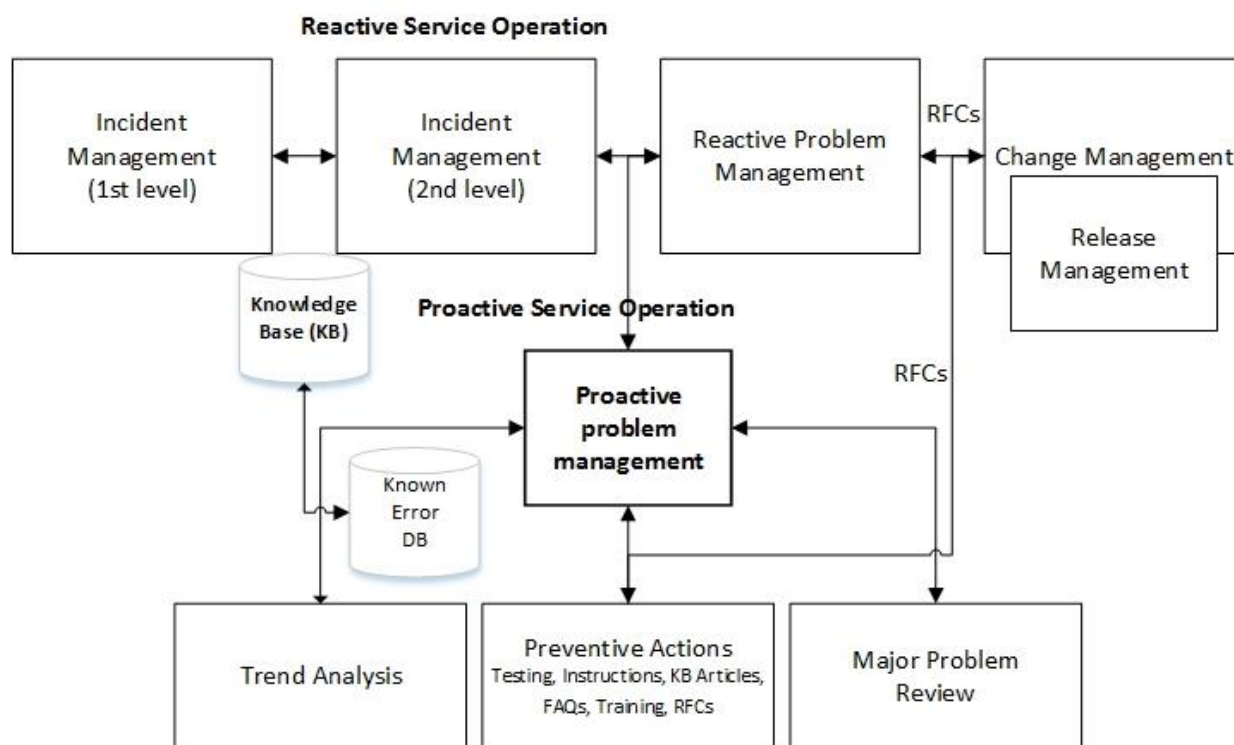 Reactive Service Operation
Incident
Management
(1st level)
Incident
Management
(2nd level)
Reactive Problem
Management
RFCs
Change Management
Release
Management
Knowledge
Base (KB)
Proactive Service Operation
RFCs
Proactive
problem
management
Known
Error
DB
Trend Analysis
Preventive Actions
Testing, Instructions, KB Articles,
FAQs, Training, RFCs
Major Problem
Review